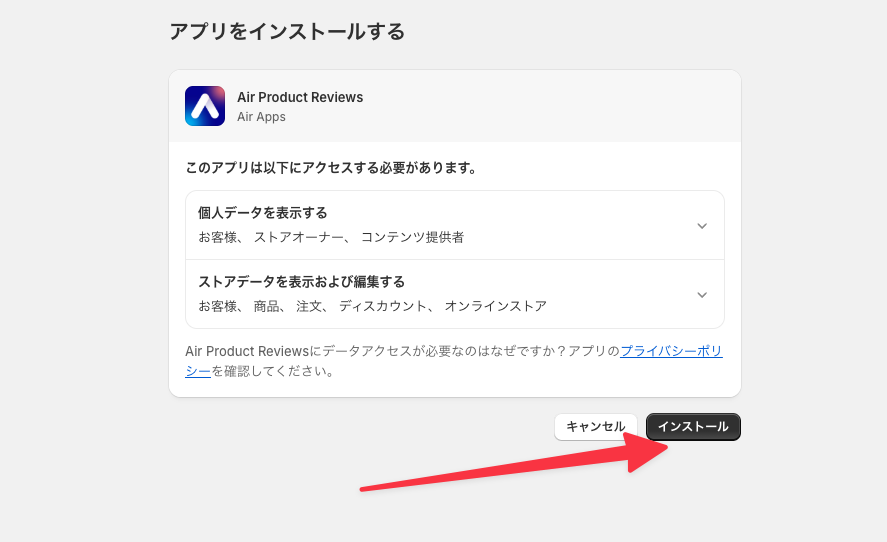 アプリをインストールする
Air Product Reviews
Air Apps
このアプリは以下にアクセスする必要があります。
個人データを表示する
お客様、 ストアオーナー、 コンテンツ提供者
ストアデータを表示および編集する
お客様、 商品、 注文、 ディスカウント、 オンラインストア
Air Product Reviewsにデータアクセスが必要なのはなぜですか？アプリのプライバシーポリ
シーを確認してください。
キャンセル インストール